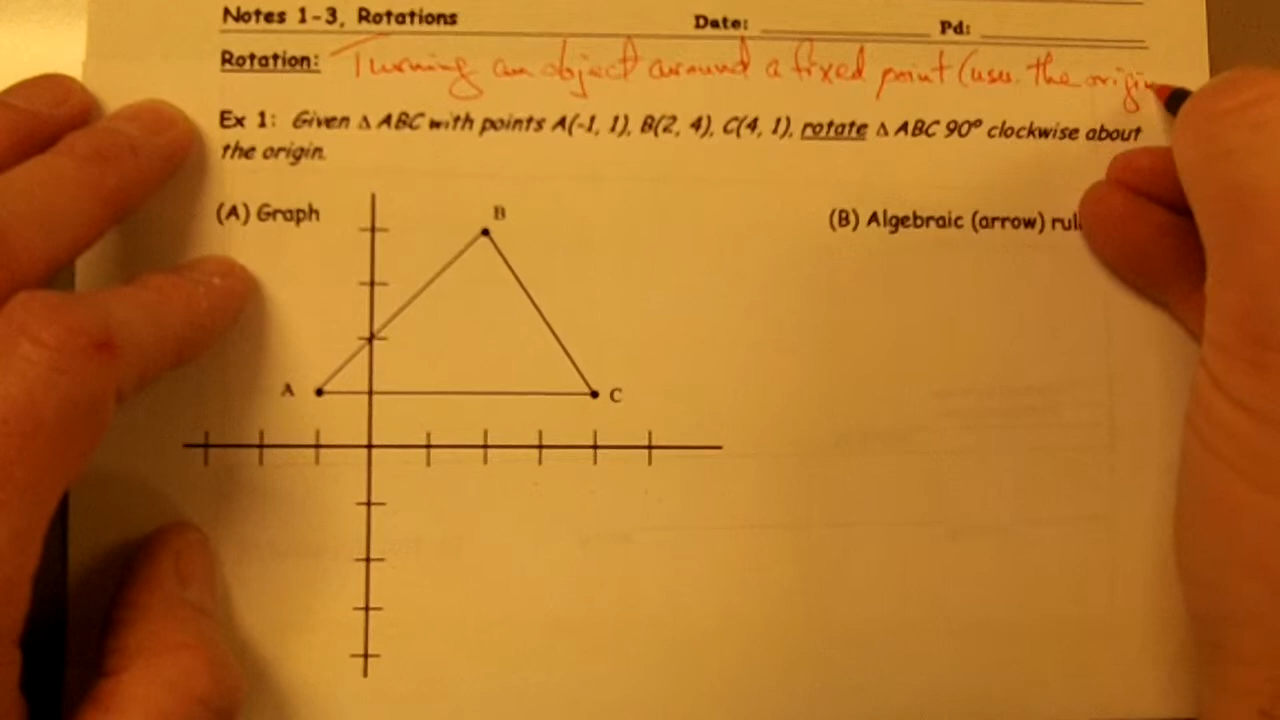 Notes 1-3, Rotations Date: Pd:
Rotation: Turning an object around a fixed point (usu. the origin
Ex 1: Given Δ ABC with points A(-1, 1), B(2, 4), C(4, 1), rotate Δ ABC 90° clockwise about
the origin.
(A) Graph
(B) Algebraic (arrow)
B
A
C